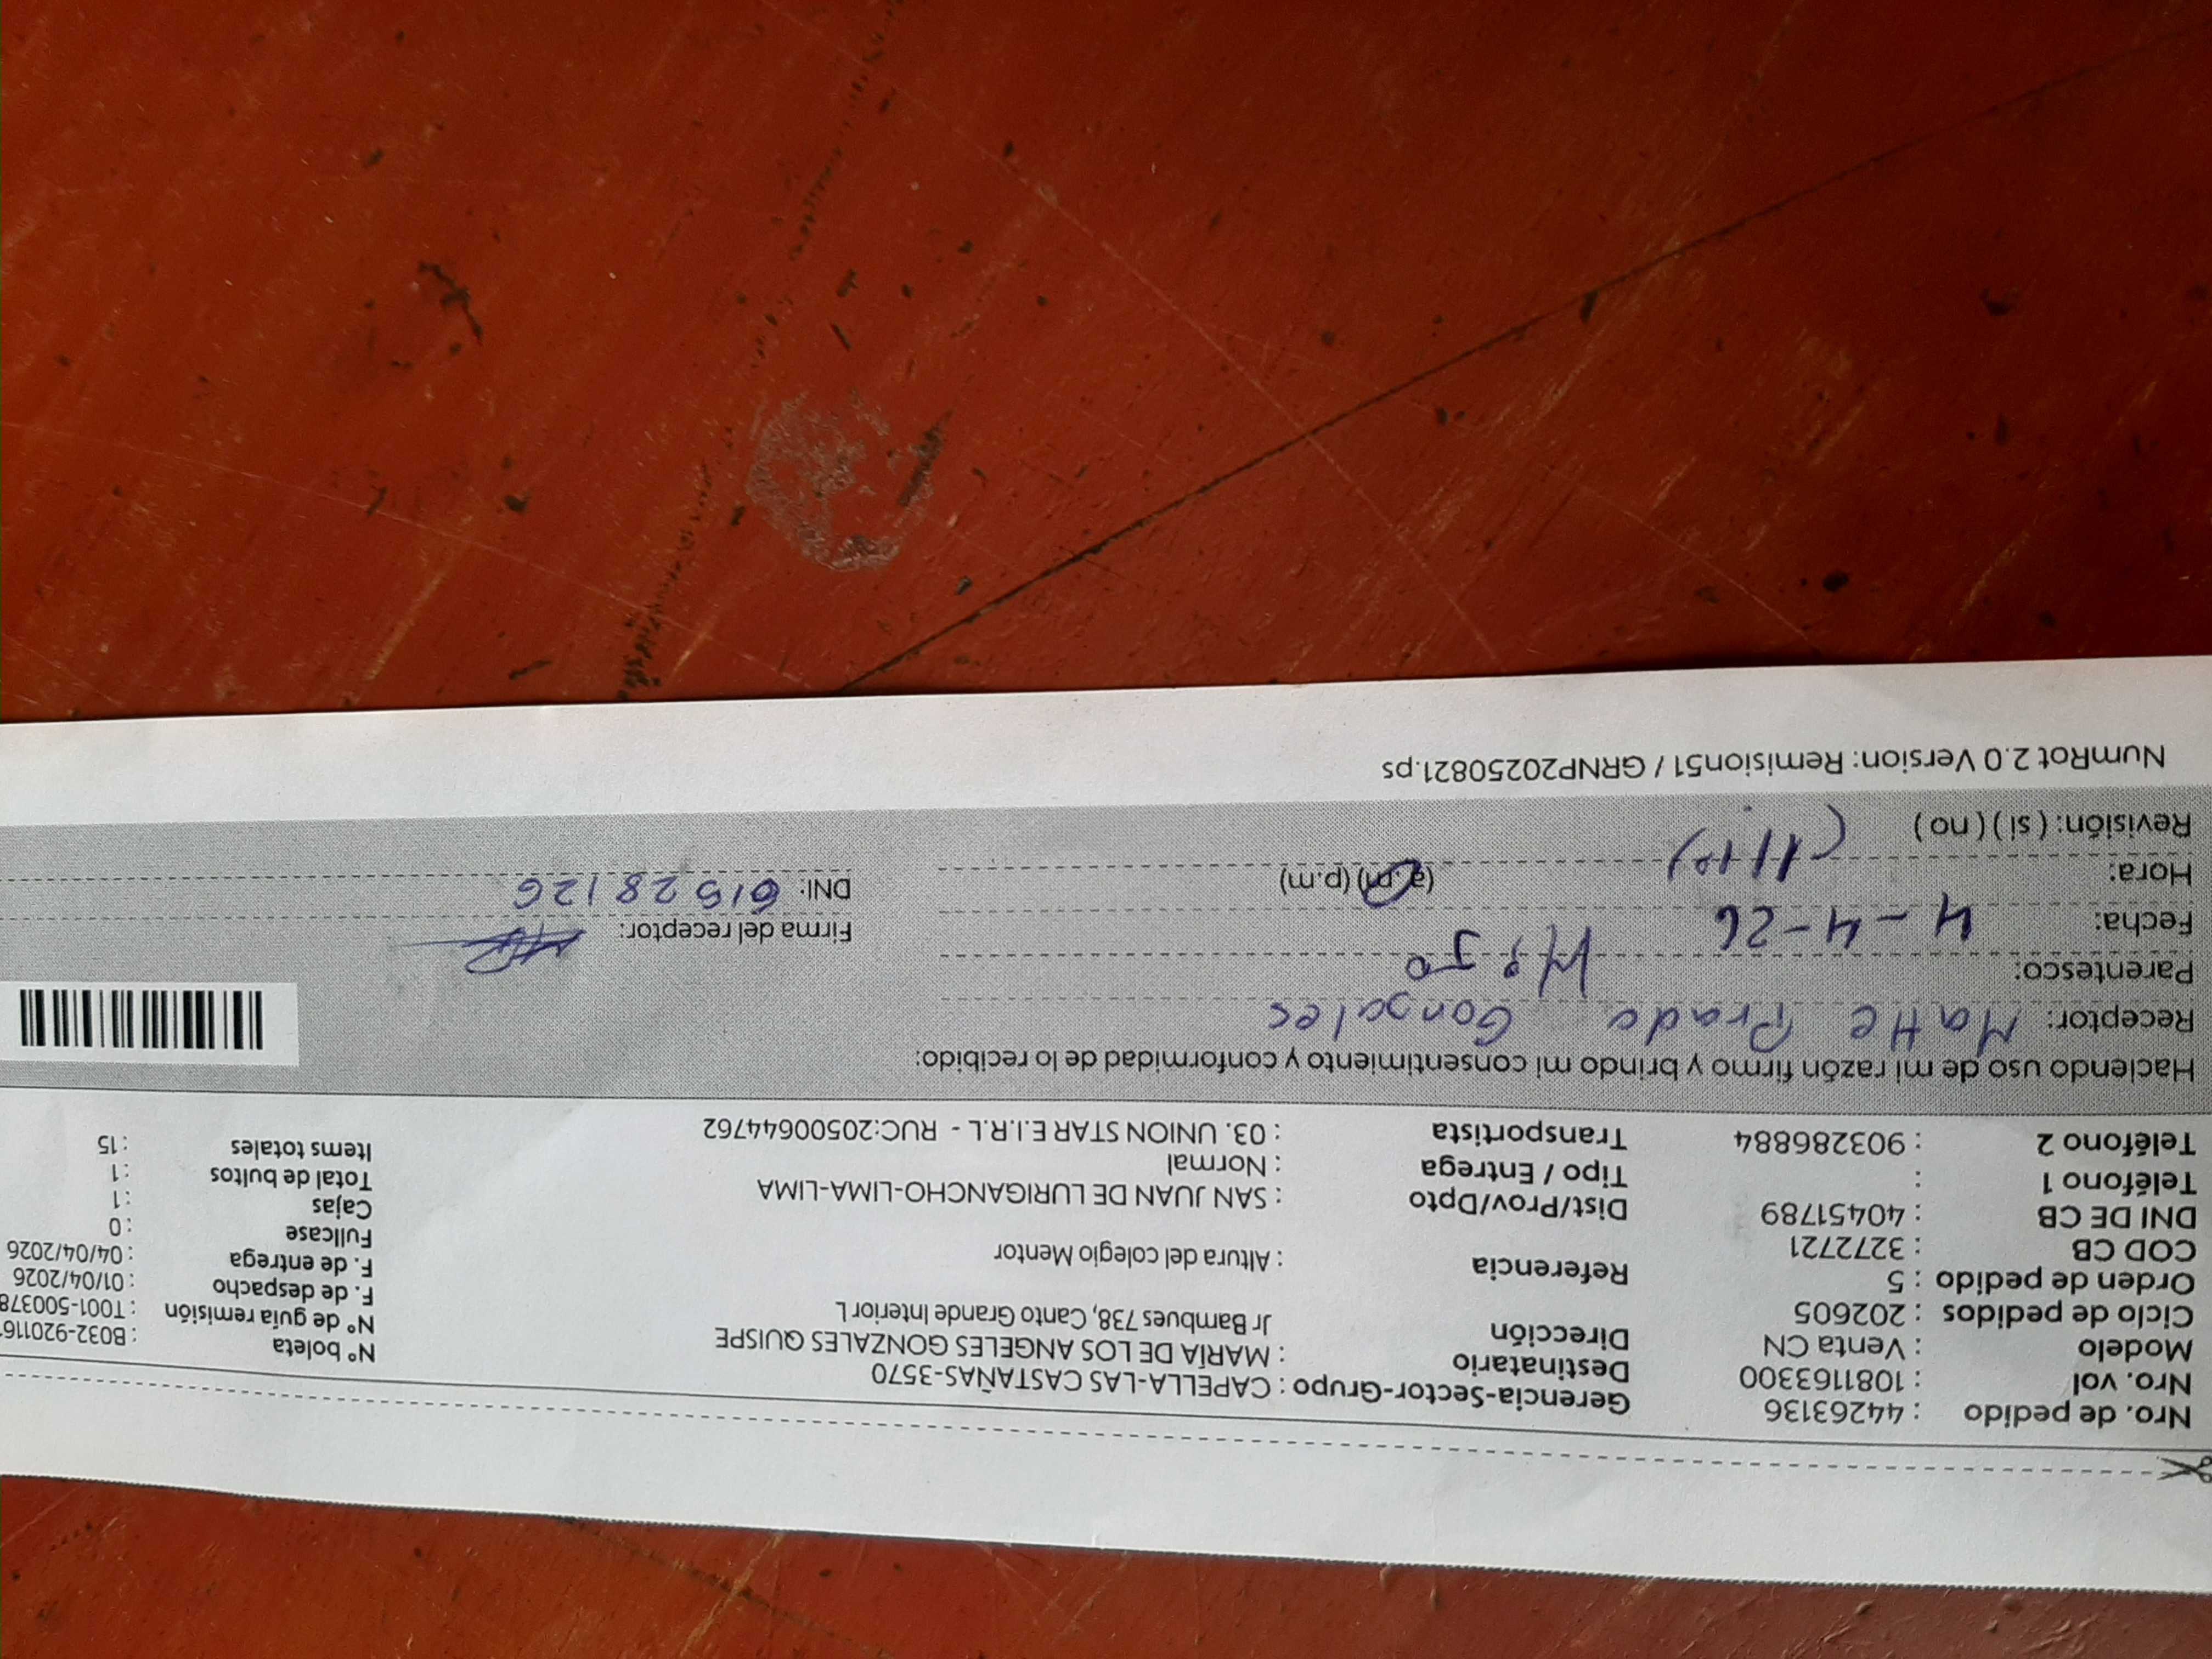 Nro. de pedido : 44263136
Nro. vol : 1081163300
Modelo : Venta CN
Ciclo de pedidos : 202605
Orden de pedido : 5
COD CB : 3272721
DNI DE CB : 40451789
Teléfono 1 :
Teléfono 2 : 903286884
Gerencia-Sector-Grupo : CAPELLA-LAS CASTAÑAS-3570
Destinatario : MARÍA DE LOS ANGELES GONZALES QUISPE
Dirección Jr Bambues 738, Canto Grande Interior L
Referencia : Altura del colegio Mentor
Dist/Prov/Dpto : SAN JUAN DE LURIGANCHO-LIMA-LIMA
Tipo / Entrega : Normal
Transportista : 03. UNION STAR E.I.R.L - RUC:20500644762
N° boleta : B032-920116
N° de guía remisión : T001-500378
F. de despacho : 01/04/2026
F. de entrega : 04/04/2026
Fullcase : 0
Cajas : 1
Total de bultos : 1
Items totales : 15
Haciendo uso de mi razón firmo y brindo mi consentimiento y conformidad de lo recibido:
Receptor: Prado Gonzales
Parentesco: Hijo
Fecha: 4-4-26
Hora: (11:10) (a.m) (p.m)
Revisión: ( si ) ( no )
Firma del receptor:
DNI: 61528126
NumRot 2.0 Version: Remision51 / GRNP20250821.ps